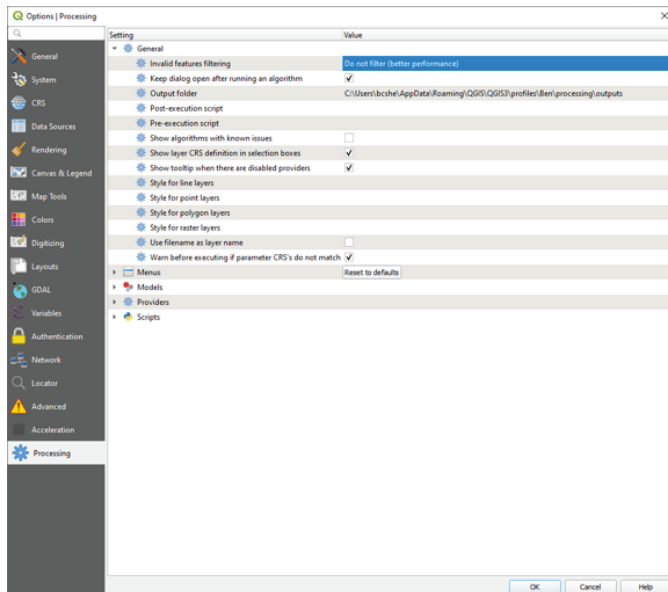 Options | Processing
General
System
CRS
Data Sources
Rendering
Canvas & Legend
Map Tools
Colors
Digitizing
Layouts
GDAL
Variables
Authentication
Network
Locator
Advanced
Acceleration
Processing
Setting Value
General
Invalid features filtering Do not filter (better performance)
Keep dialog open after running an algorithm
Output folder C:\Users\bcshe\AppData\Roaming\QGIS\QGIS3\profiles\Ben\processing\outputs
Post-execution script
Pre-execution script
Show algorithms with known issues
Show layer CRS definition in selection boxes
Show tooltip when there are disabled providers
Style for line layers
Style for point layers
Style for polygon layers
Style for raster layers
Use filename as layer name
Warn before executing if parameter CRS's do not match
Menus Reset to defaults
Models
Providers
Scripts
OK Cancel Help